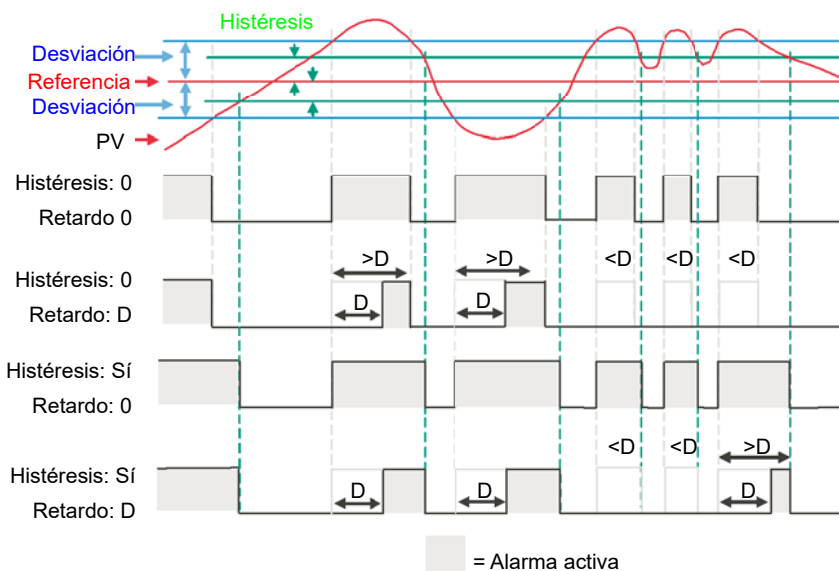 Histéresis
Desviación
Referencia
Desviación
PV
Histéresis: 0
Retardo 0
>D
>D
<D
<D
<D
Histéresis: 0
Retardo: D
D
D
Histéresis: Sí
Retardo: 0
<D
<D
>D
Histéresis: Sí
Retardo: D
D
D
D
= Alarma activa